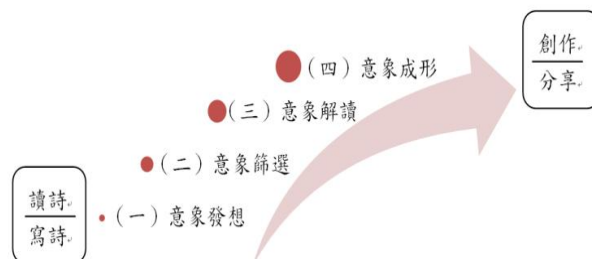 創作
分享
(四) 意象成形
(三) 意象解讀
(二) 意象篩選
(一) 意象發想
讀詩
寫詩